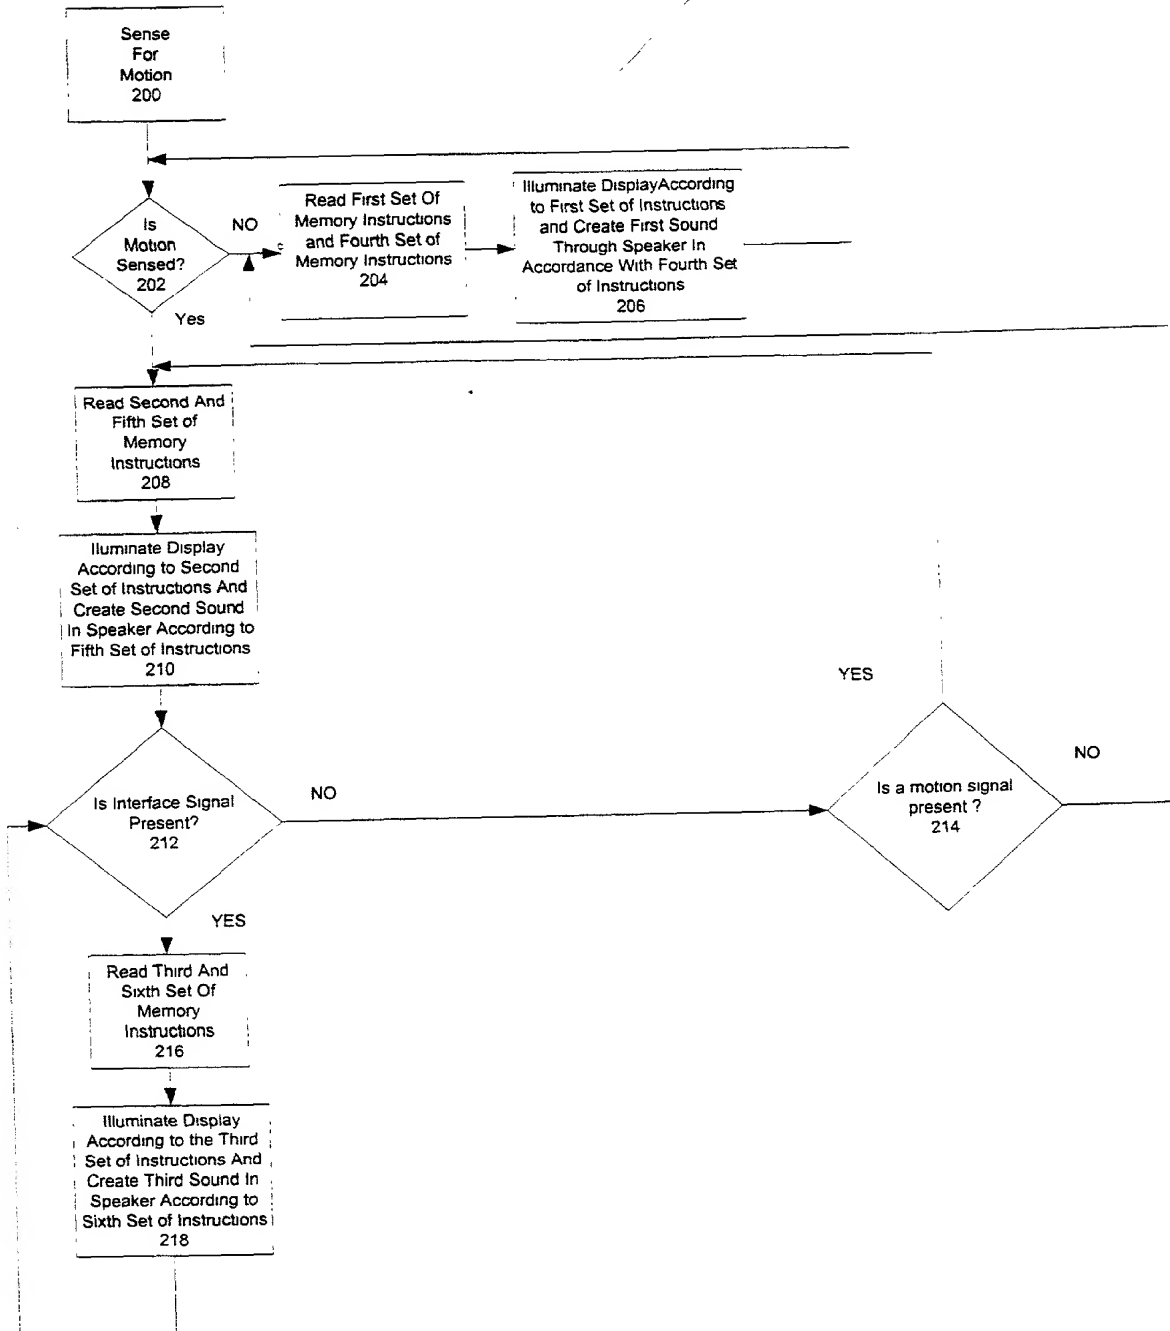 Sense
For
Motion
200
Is
Motion
Sensed?
202
NO
Yes
Read First Set Of
Memory Instructions
and Fourth Set of
Memory Instructions
204
Illuminate DisplayAccording
to First Set of Instructions
and Create First Sound
Through Speaker In
Accordance With Fourth Set
of Instructions
206
Read Second And
Fifth Set of
Memory
Instructions
208
Iluminate Display
According to Second
Set of Instructions And
Create Second Sound
In Speaker According to
Fifth Set of Instructions
210
Is Interface Signal
Present?
212
NO
YES
Is a motion signal
present ?
214
YES
NO
Read Third And
Sixth Set Of
Memory
Instructions
216
Illuminate Display
According to the Third
Set of Instructions And
Create Third Sound In
Speaker According to
Sixth Set of Instructions
218